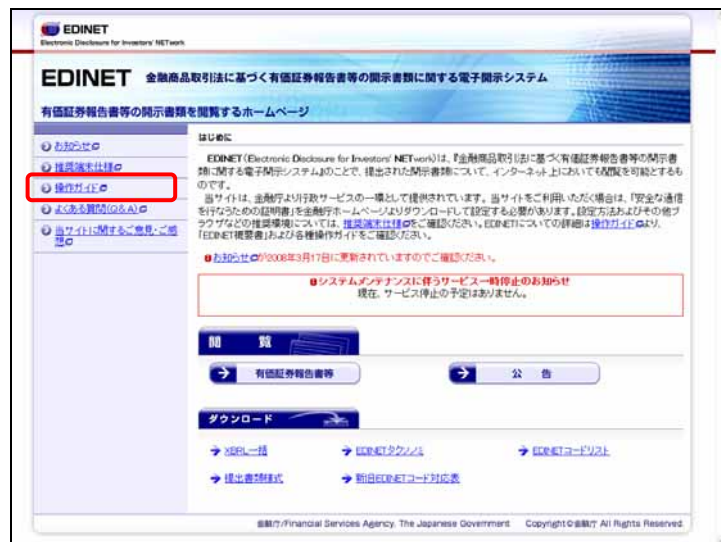 EDINET
Electronic Disclosure for Investors' NETwork
EDINET 金融商品取引法に基づく有価証券報告書等の開示書類に関する電子開示システム
有価証券報告書等の開示書類を閲覧するホームページ
お知らせ
推奨端末仕様
操作ガイド
よくある質問(Q&A)
当サイトに関するご意見・ご感
想
はじめに
EDINET(Electronic Disclosure for Investors' NETwork)は、『金融商品取引法に基づく有価証券報告書等の開示書
類に関する電子開示システム』のことで、提出された開示書類について、インターネット上においても閲覧を可能とするも
のです。
当サイトは、金融庁より行政サービスの一環として提供されています。当サイトをご利用いただく場合は、「安全な通信
を行なうための証明書」を金融庁ホームページよりダウンロードして設定する必要があります。設定方法およびその他ブ
ラウザなどの推奨環境については、推奨端末仕様をご確認ください。EDINETについての詳細は操作ガイドより、
「EDINET概要書」および各種操作ガイドをご確認ください。
お知らせが2008年3月17日に更新されていますのでご確認ください。
システムメンテナンスに伴うサービス一時停止のお知らせ
現在、サービス停止の予定はありません。
閲 覧
有価証券報告書等
公 告
ダウンロード
XBRL一括
EDINETタクソノミ
EDINETコードリスト
提出書類様式
新旧EDINETコード対応表
金融庁/Financial Services Agency, The Japanese Government Copyright©金融庁 All Rights Reserved.